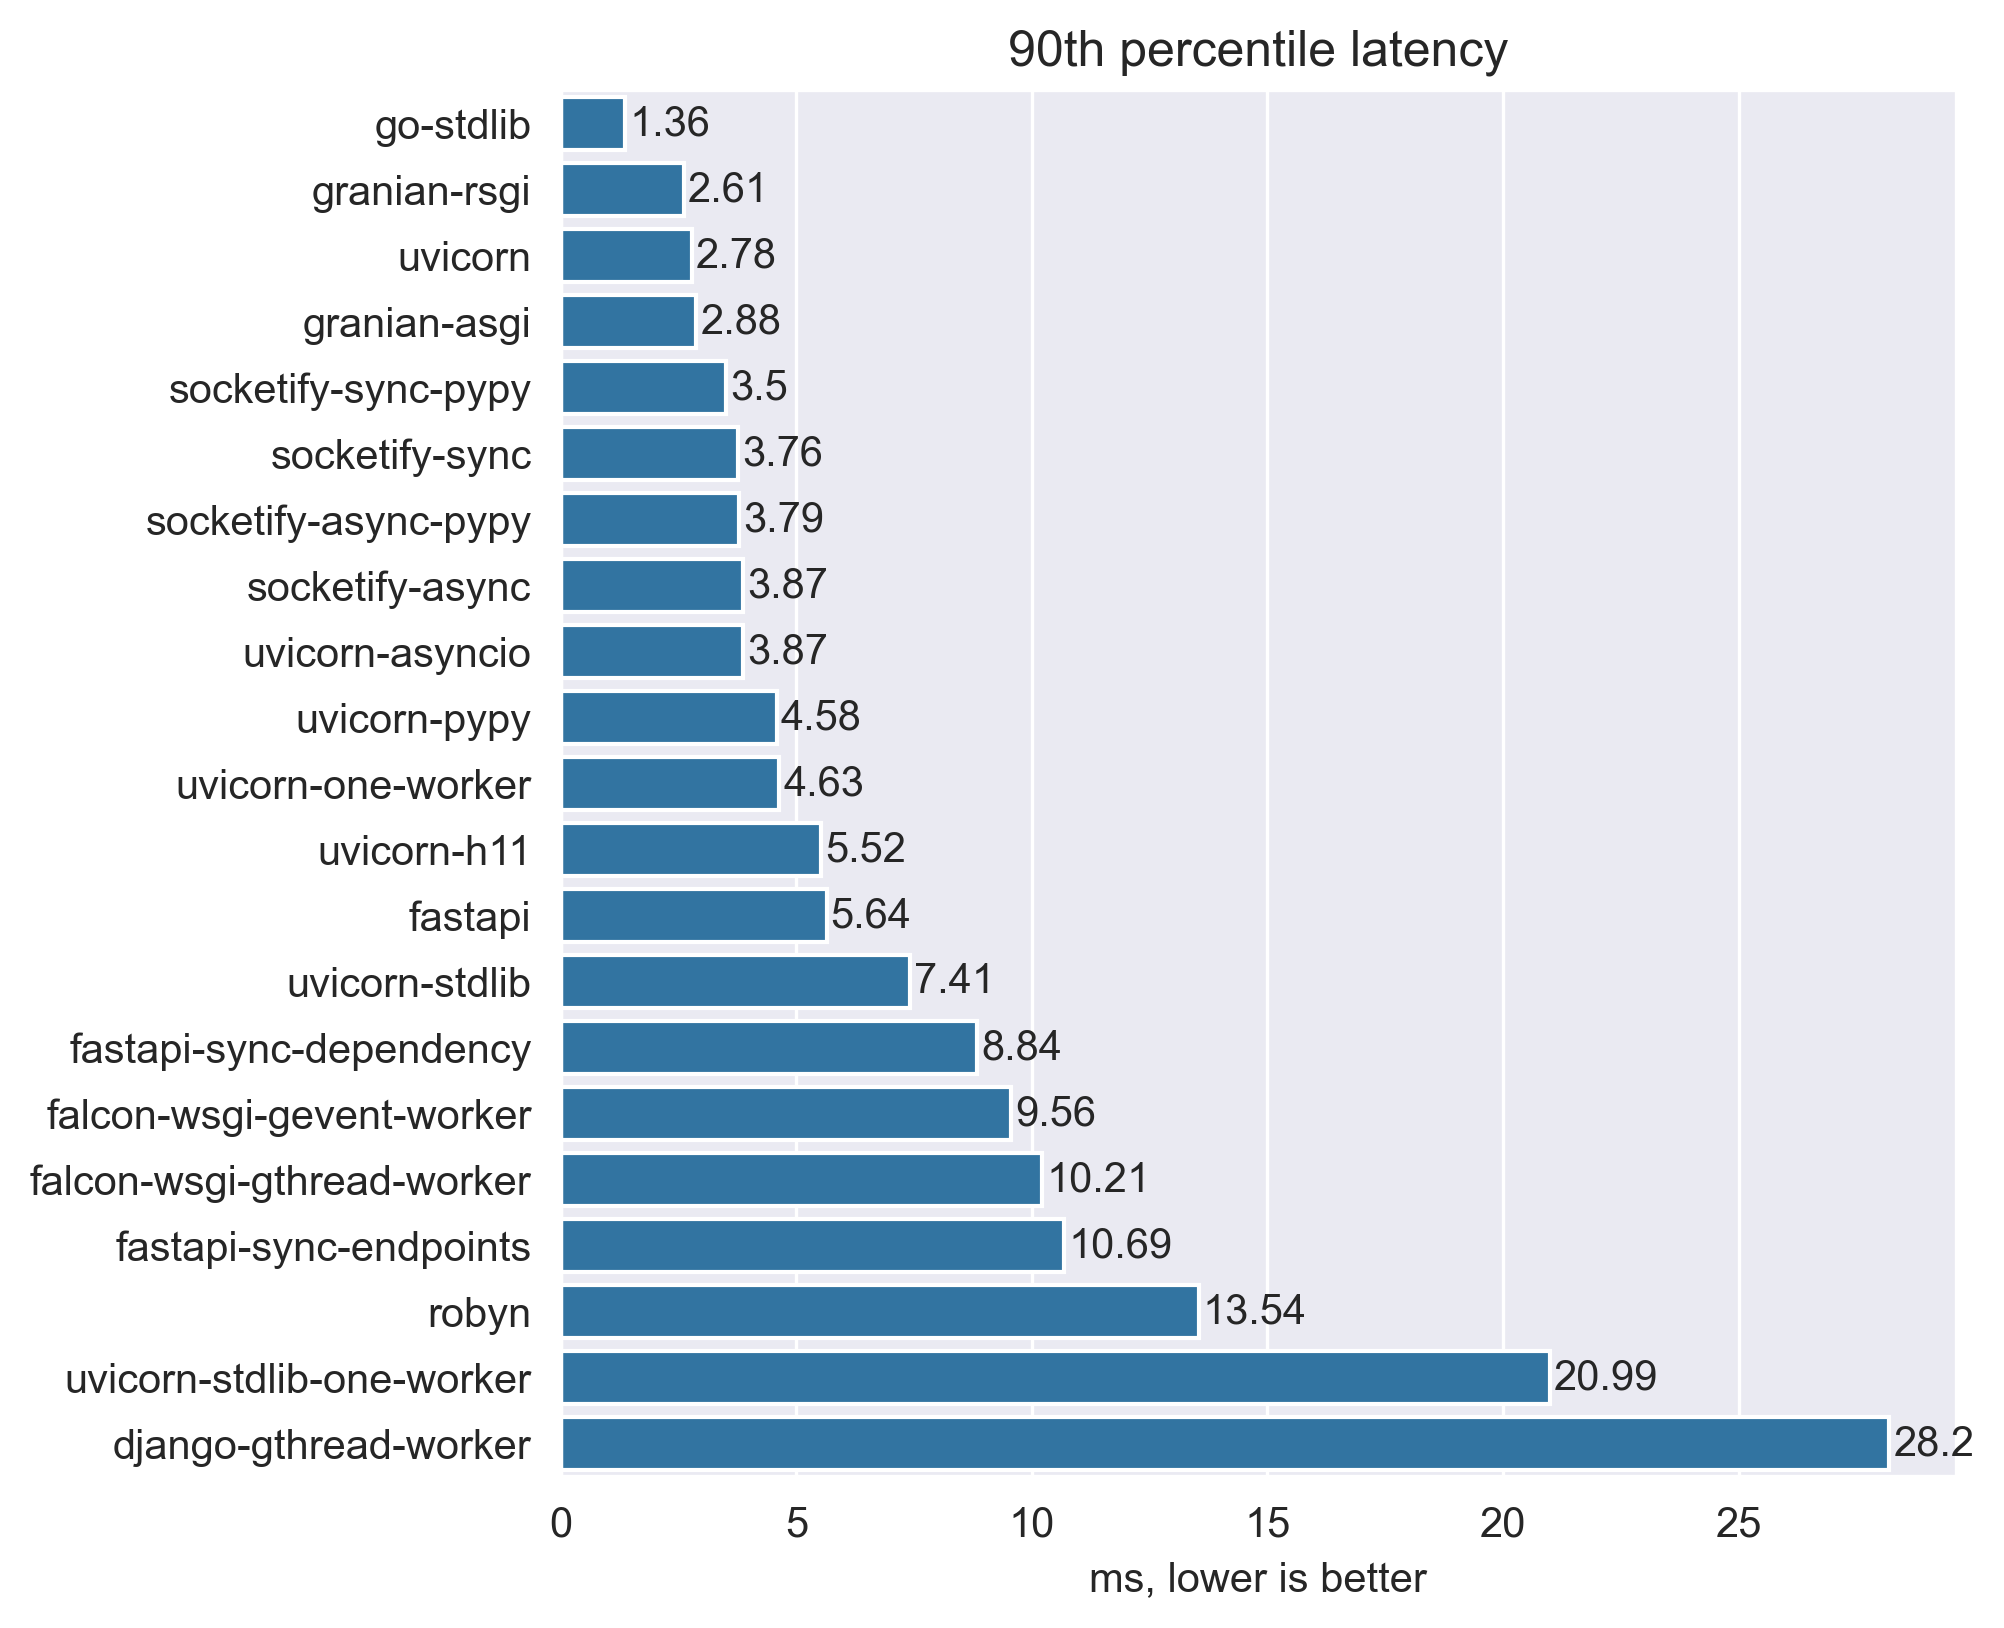 90th percentile latency
go-stdlib 1.36
granian-rsgi 2.61
uvicorn 2.78
granian-asgi 2.88
socketify-sync-pypy 3.5
socketify-sync 3.76
socketify-async-pypy 3.79
socketify-async 3.87
uvicorn-asyncio 3.87
uvicorn-pypy 4.58
uvicorn-one-worker 4.63
uvicorn-h11 5.52
fastapi 5.64
uvicorn-stdlib 7.41
fastapi-sync-dependency 8.84
falcon-wsgi-gevent-worker 9.56
falcon-wsgi-gthread-worker 10.21
fastapi-sync-endpoints 10.69
robyn 13.54
uvicorn-stdlib-one-worker 20.99
django-gthread-worker 28.2
0 5 10 15 20 25
ms, lower is better